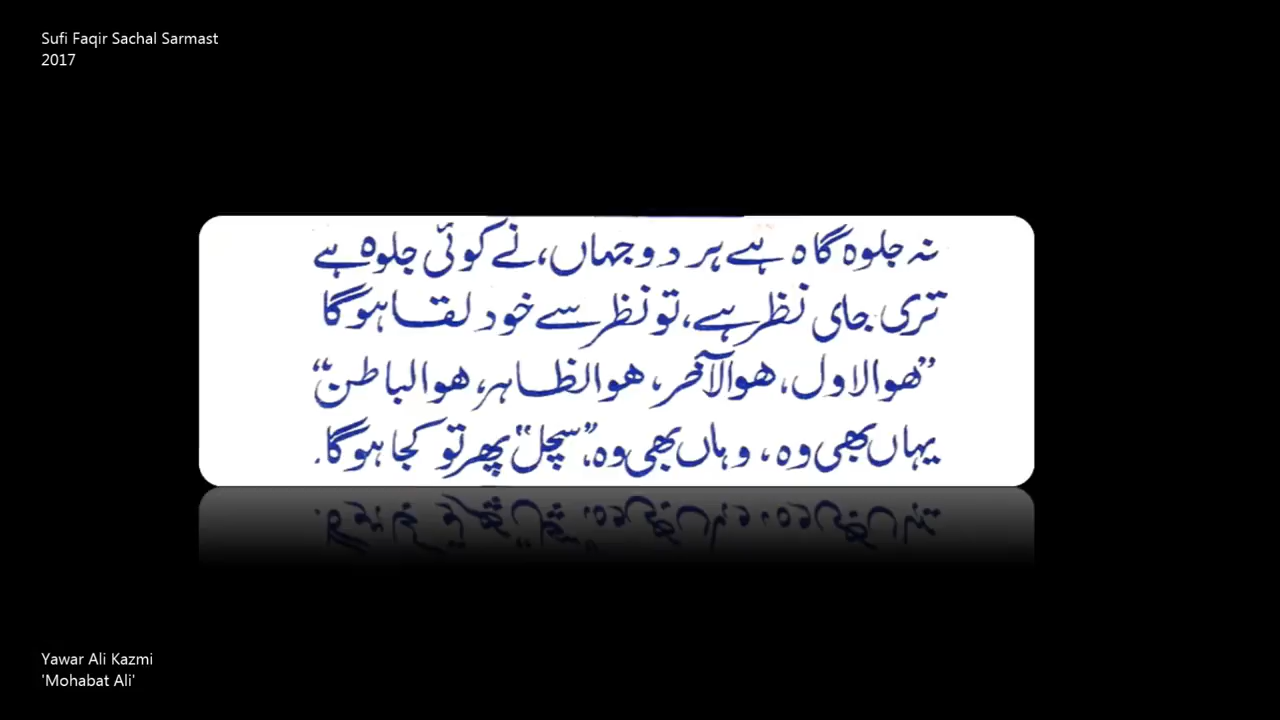 Sufi Faqir Sachal Sarmast
2017
نہ جلوہ گاہ ہے ہر دو جہاں، نے کوئی جلوہ ہے
تری جای نظر ہے، تو نظر سے خود لقا ہوگا
”ھوالاول، ھوالآخر، ھوالظاہر، ھوالباطن“
یہاں بھی وہ، وہاں بھی وہ، ”سچل“ پھر تو کجا ہوگا.
Yawar Ali Kazmi
'Mohabat Ali'